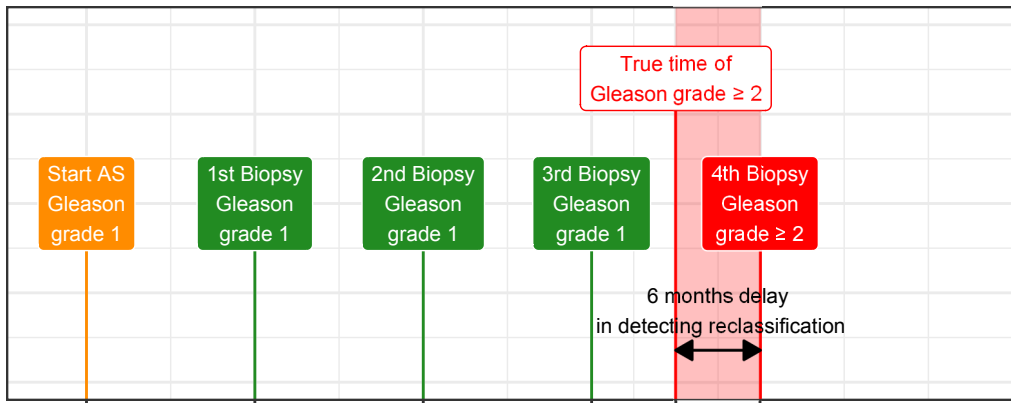 True time of
Gleason grade ≥ 2
Start AS
Gleason
grade 1
1st Biopsy
Gleason
grade 1
2nd Biopsy
Gleason
grade 1
3rd Biopsy
Gleason
grade 1
4th Biopsy
Gleason
grade ≥ 2
6 months delay
in detecting reclassification